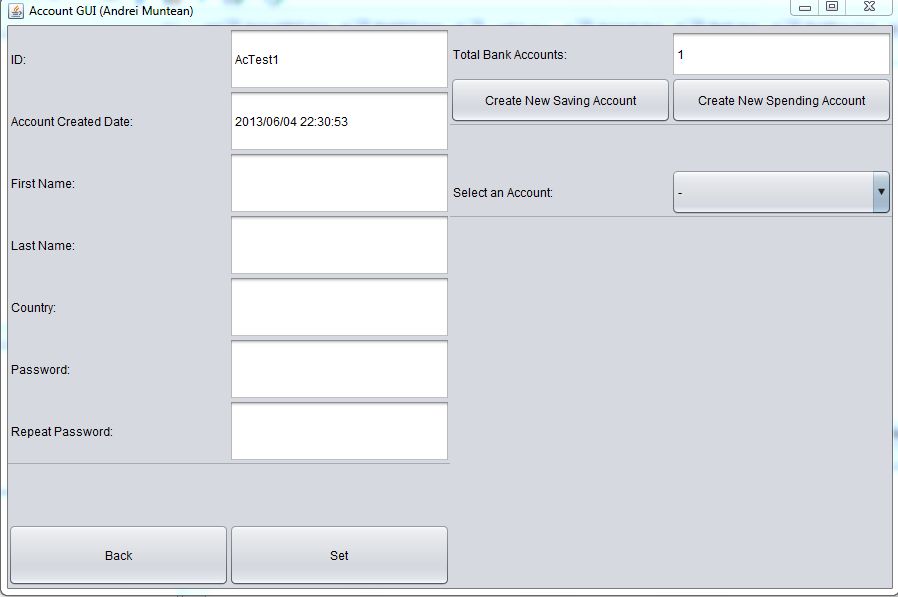 Account GUI (Andrei Muntean)
ID:
AcTest1
Account Created Date:
2013/06/04 22:30:53
First Name:
Last Name:
Country:
Password:
Repeat Password:
Back
Set
Total Bank Accounts:
1
Create New Saving Account
Create New Spending Account
Select an Account:
-